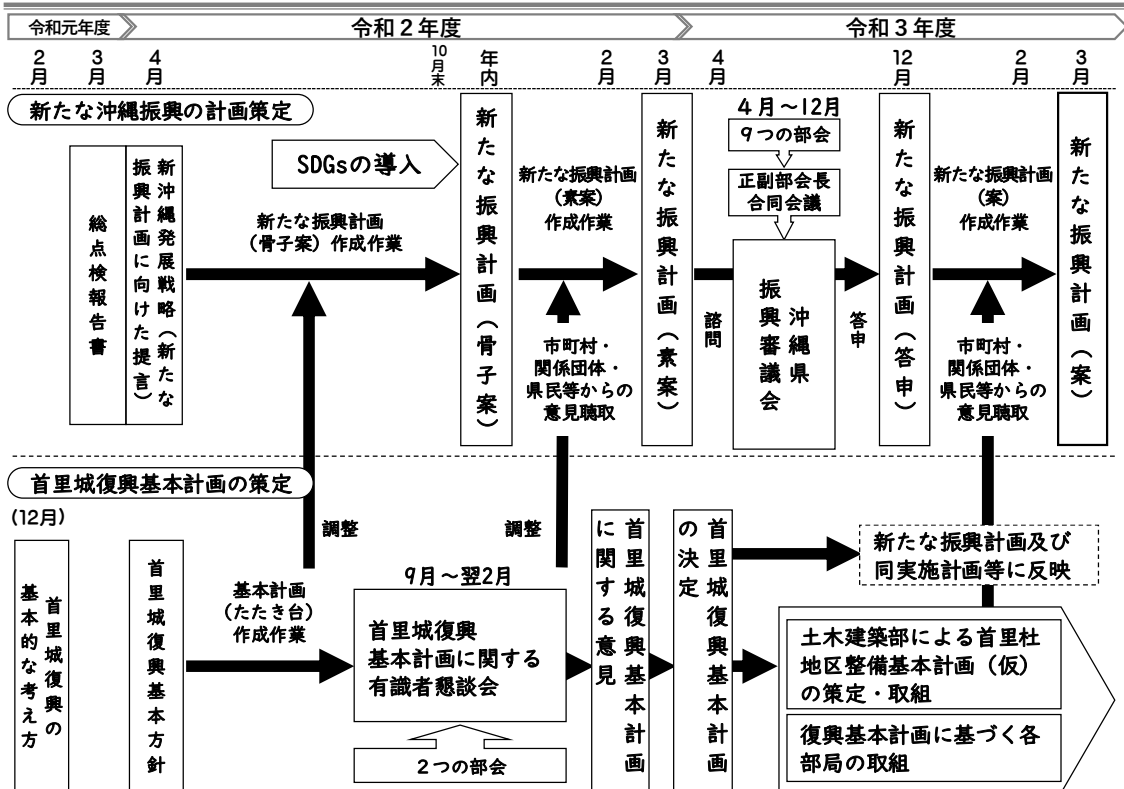 令和元年度
令和２年度
令和３年度
２月
３月
４月
10月末
年内
２月
３月
４月
12月
２月
３月
新たな沖縄振興の計画策定
総点検報告書
新沖縄発展戦略（新たな
振興計画に向けた提言）
SDGsの導入
新たな振興計画
（骨子案）作成作業
新たな振興計画（骨子案）
新たな振興計画
（素案）
作成作業
市町村・
関係団体・
県民等からの
意見聴取
新たな振興計画（素案）
諮問
４月～12月
９つの部会
正副部会長
合同会議
沖縄県
振興審議会
答申
新たな振興計画（答申）
新たな振興計画
（案）
作成作業
市町村・
関係団体・
県民等からの
意見聴取
新たな振興計画（案）
首里城復興基本計画の策定
(12月)
首里城復興の
基本的な考え方
首里城復興基本方針
調整
基本計画
（たたき台）
作成作業
9月～翌2月
首里城復興
基本計画に関する
有識者懇談会
２つの部会
調整
首里城復興基本計画
に関する意見
首里城復興基本計画
の決定
新たな振興計画及び
同実施計画等に反映
土木建築部による首里杜
地区整備基本計画（仮）
の策定・取組
復興基本計画に基づく各
部局の取組